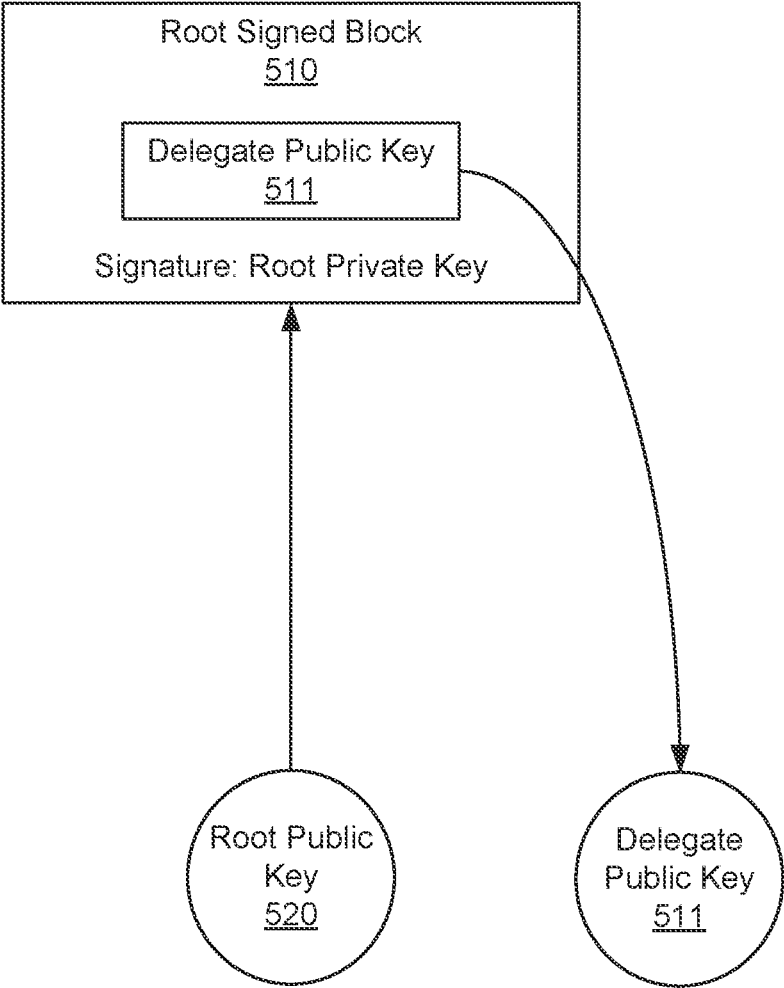 Root Signed Block
510
Delegate Public Key
511
Signature: Root Private Key
Root Public
Key
520
Delegate
Public Key
511